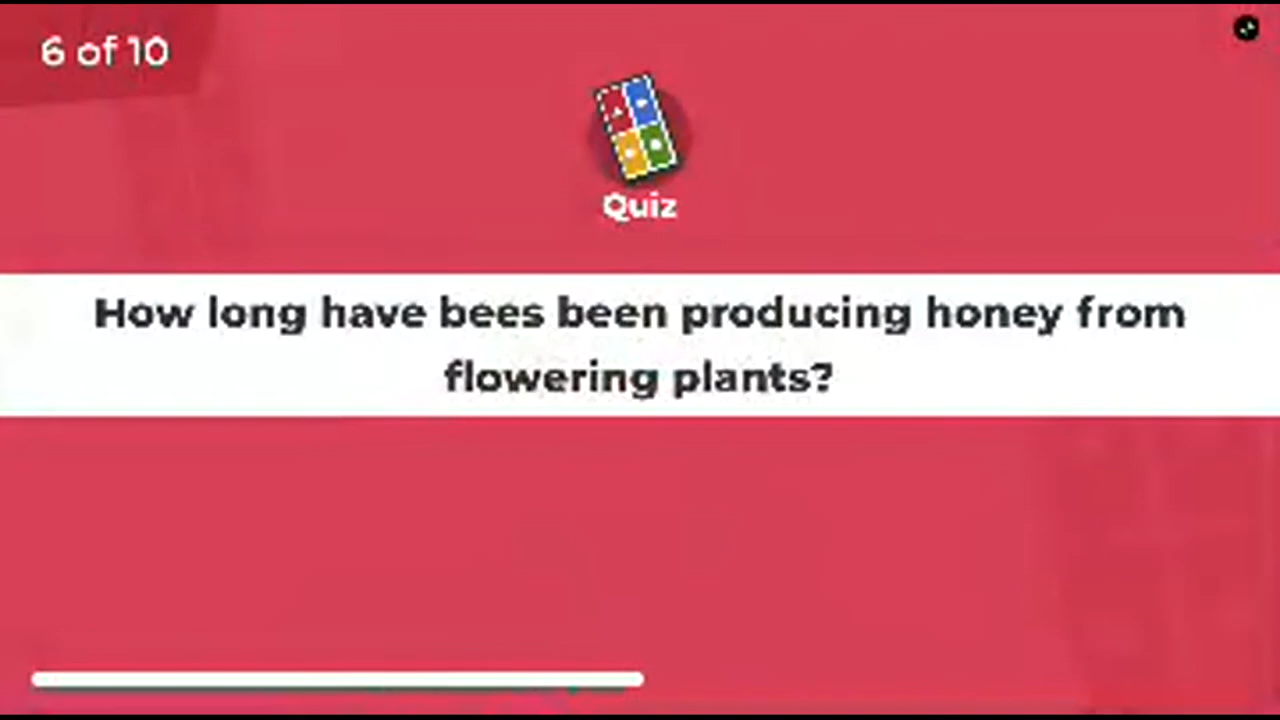 6 of 10
Quiz
How long have bees been producing honey from
flowering plants?